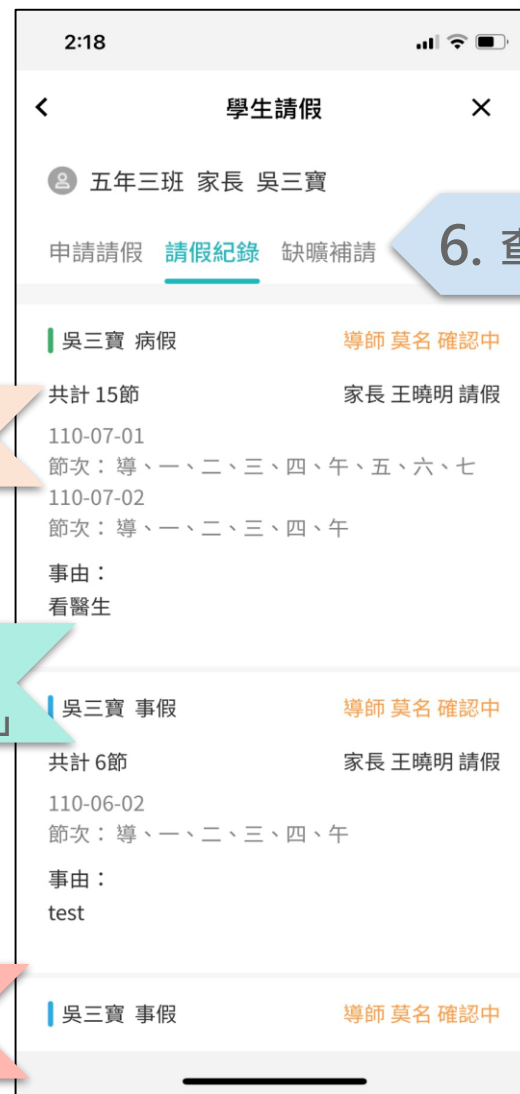 2:18
學生請假
五年三班 家長 吳三寶
申請請假 請假紀錄 缺曠補請
6. 查
吳三寶 病假 導師 莫名 確認中
共計 15節 家長 王曉明 請假
110-07-01
節次： 導、一、二、三、四、午、五、六、七
110-07-02
節次： 導、一、二、三、四、午
事由：
看醫生
」
吳三寶 事假 導師 莫名 確認中
共計 6節 家長 王曉明 請假
110-06-02
節次： 導、一、二、三、四、午
事由：
test
吳三寶 事假 導師 莫名 確認中